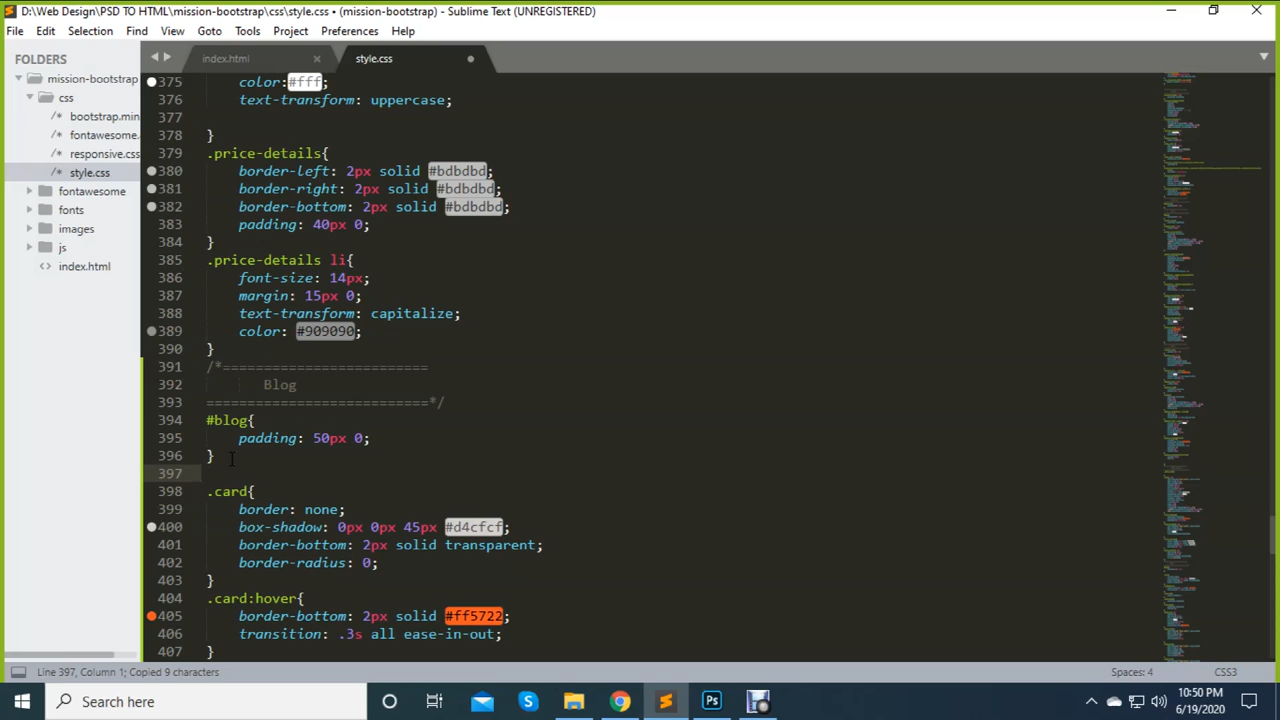 D:\Web Design\PSD TO HTML\mission-bootstrap\css\style.css • (mission-bootstrap) - Sublime Text (UNREGISTERED)
File Edit Selection Find View Goto Tools Project Preferences Help
FOLDERS
mission-bootstrap
css
/* bootstrap.min
/* fontawesome.
/* responsive.css
/* style.css
fontawesome
fonts
images
js
<> index.html
index.html × style.css
375 color:#fff;
376 text-transform: uppercase;
377
378 }
379 .price-details{
380 border-left: 2px solid #bdbdbd;
381 border-right: 2px solid #bdbdbd;
382 border-bottom: 2px solid #bdbdbd;
383 padding: 40px 0;
384 }
385 .price-details li{
386 font-size: 14px;
387 margin: 15px 0;
388 text-transform: capitalize;
389 color: #909090;
390 }
391 /*=========================
392 Blog
393 ===========================*/
394 #blog{
395 padding: 50px 0;
396 }
397
398 .card{
399 border: none;
400 box-shadow: 0px 0px 45px #d4cfcf;
401 border-bottom: 2px solid transparent;
402 border-radius: 0;
403 }
404 .card:hover{
405 border-bottom: 2px solid #ff5722;
406 transition: .3s all ease-in-out;
407 }
Line 397, Column 1; Copied 9 characters Spaces: 4 CSS3
Search here
10:50 PM
6/19/2020